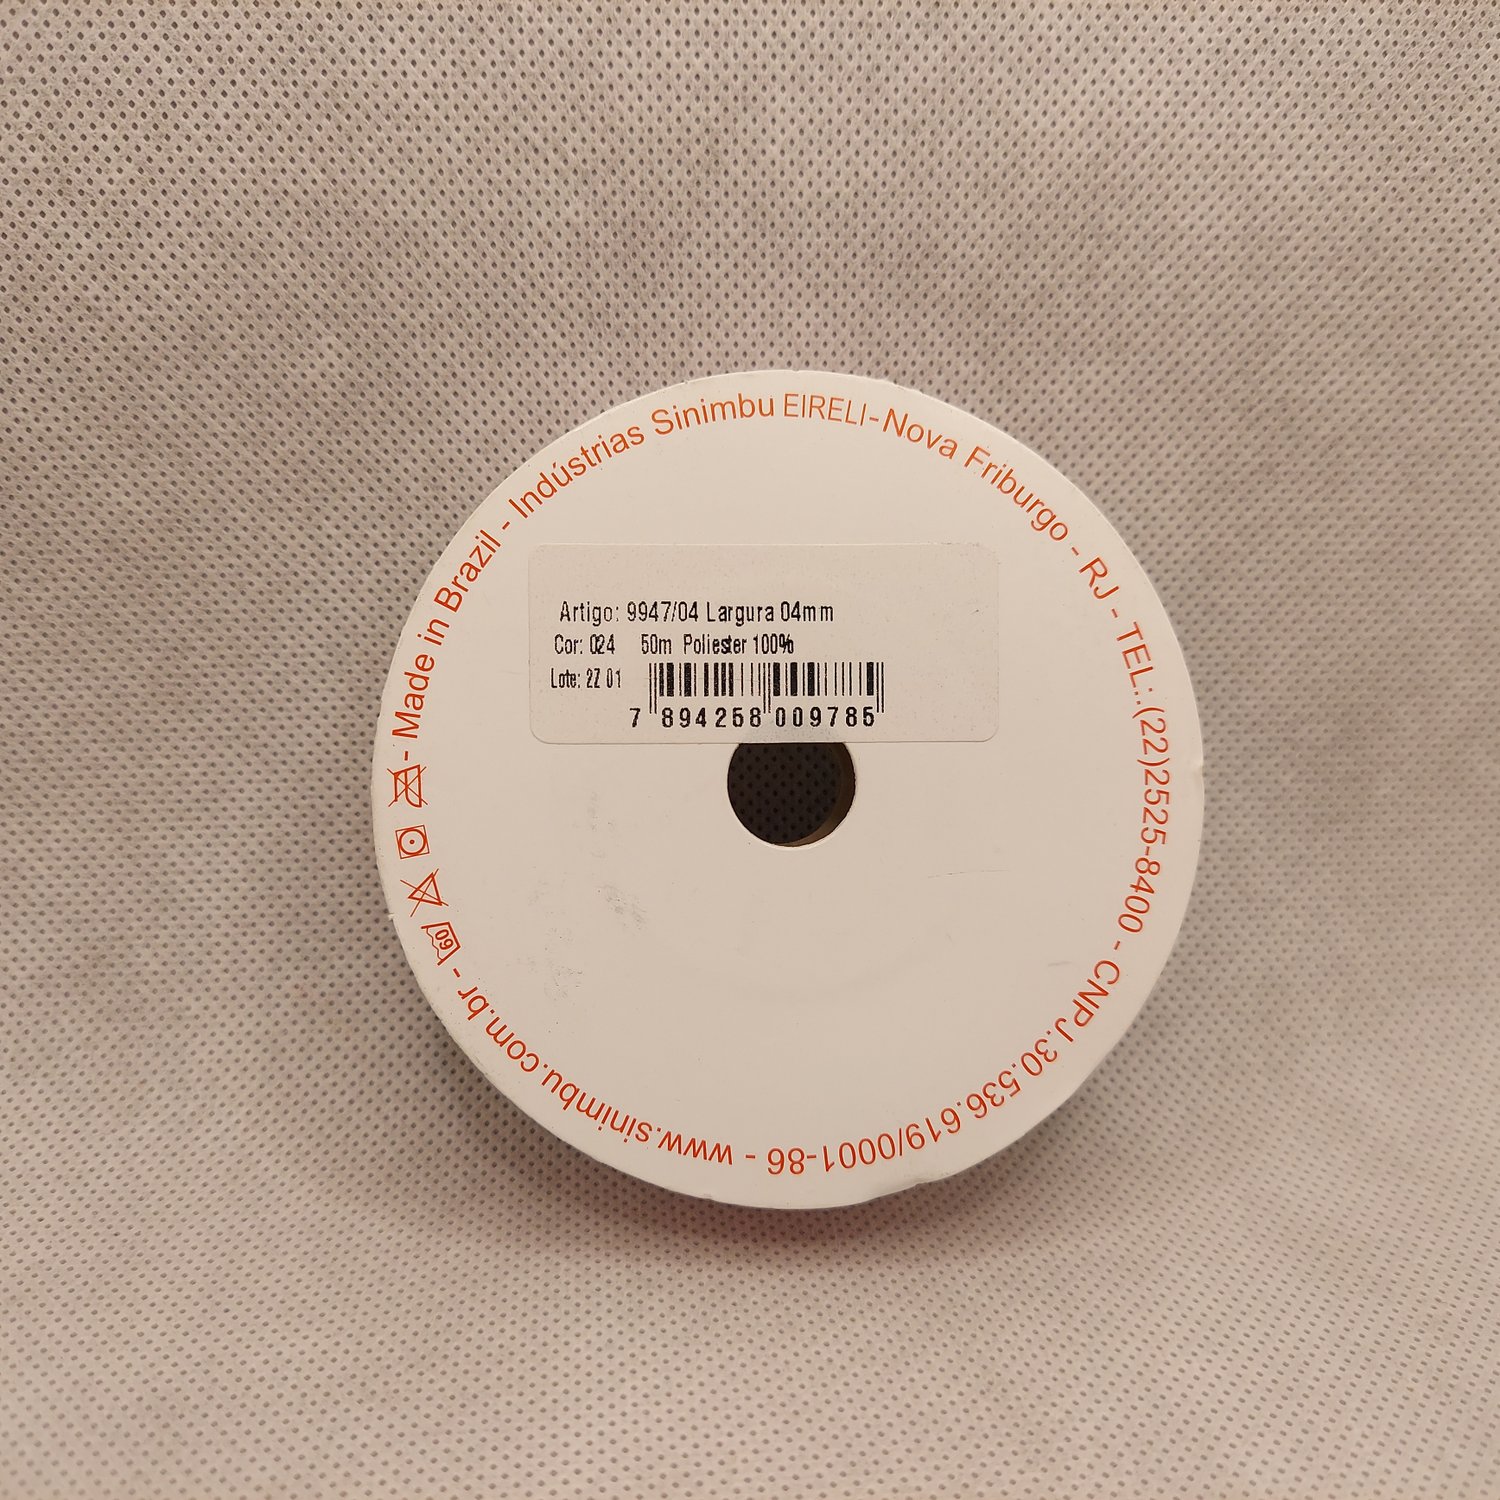 - Made in Brazil - Indústrias Sinimbu EIRELI-Nova Friburgo - RJ - TEL:.(22)2525-8400 - CNPJ.30.536.619/0001-86 - www.sinimbu.com.br -
60
Artigo: 9947/04 Largura 04mm
Cor: 024 50m Poliester 100%
Lote: 2Z 01
7 894258 009785